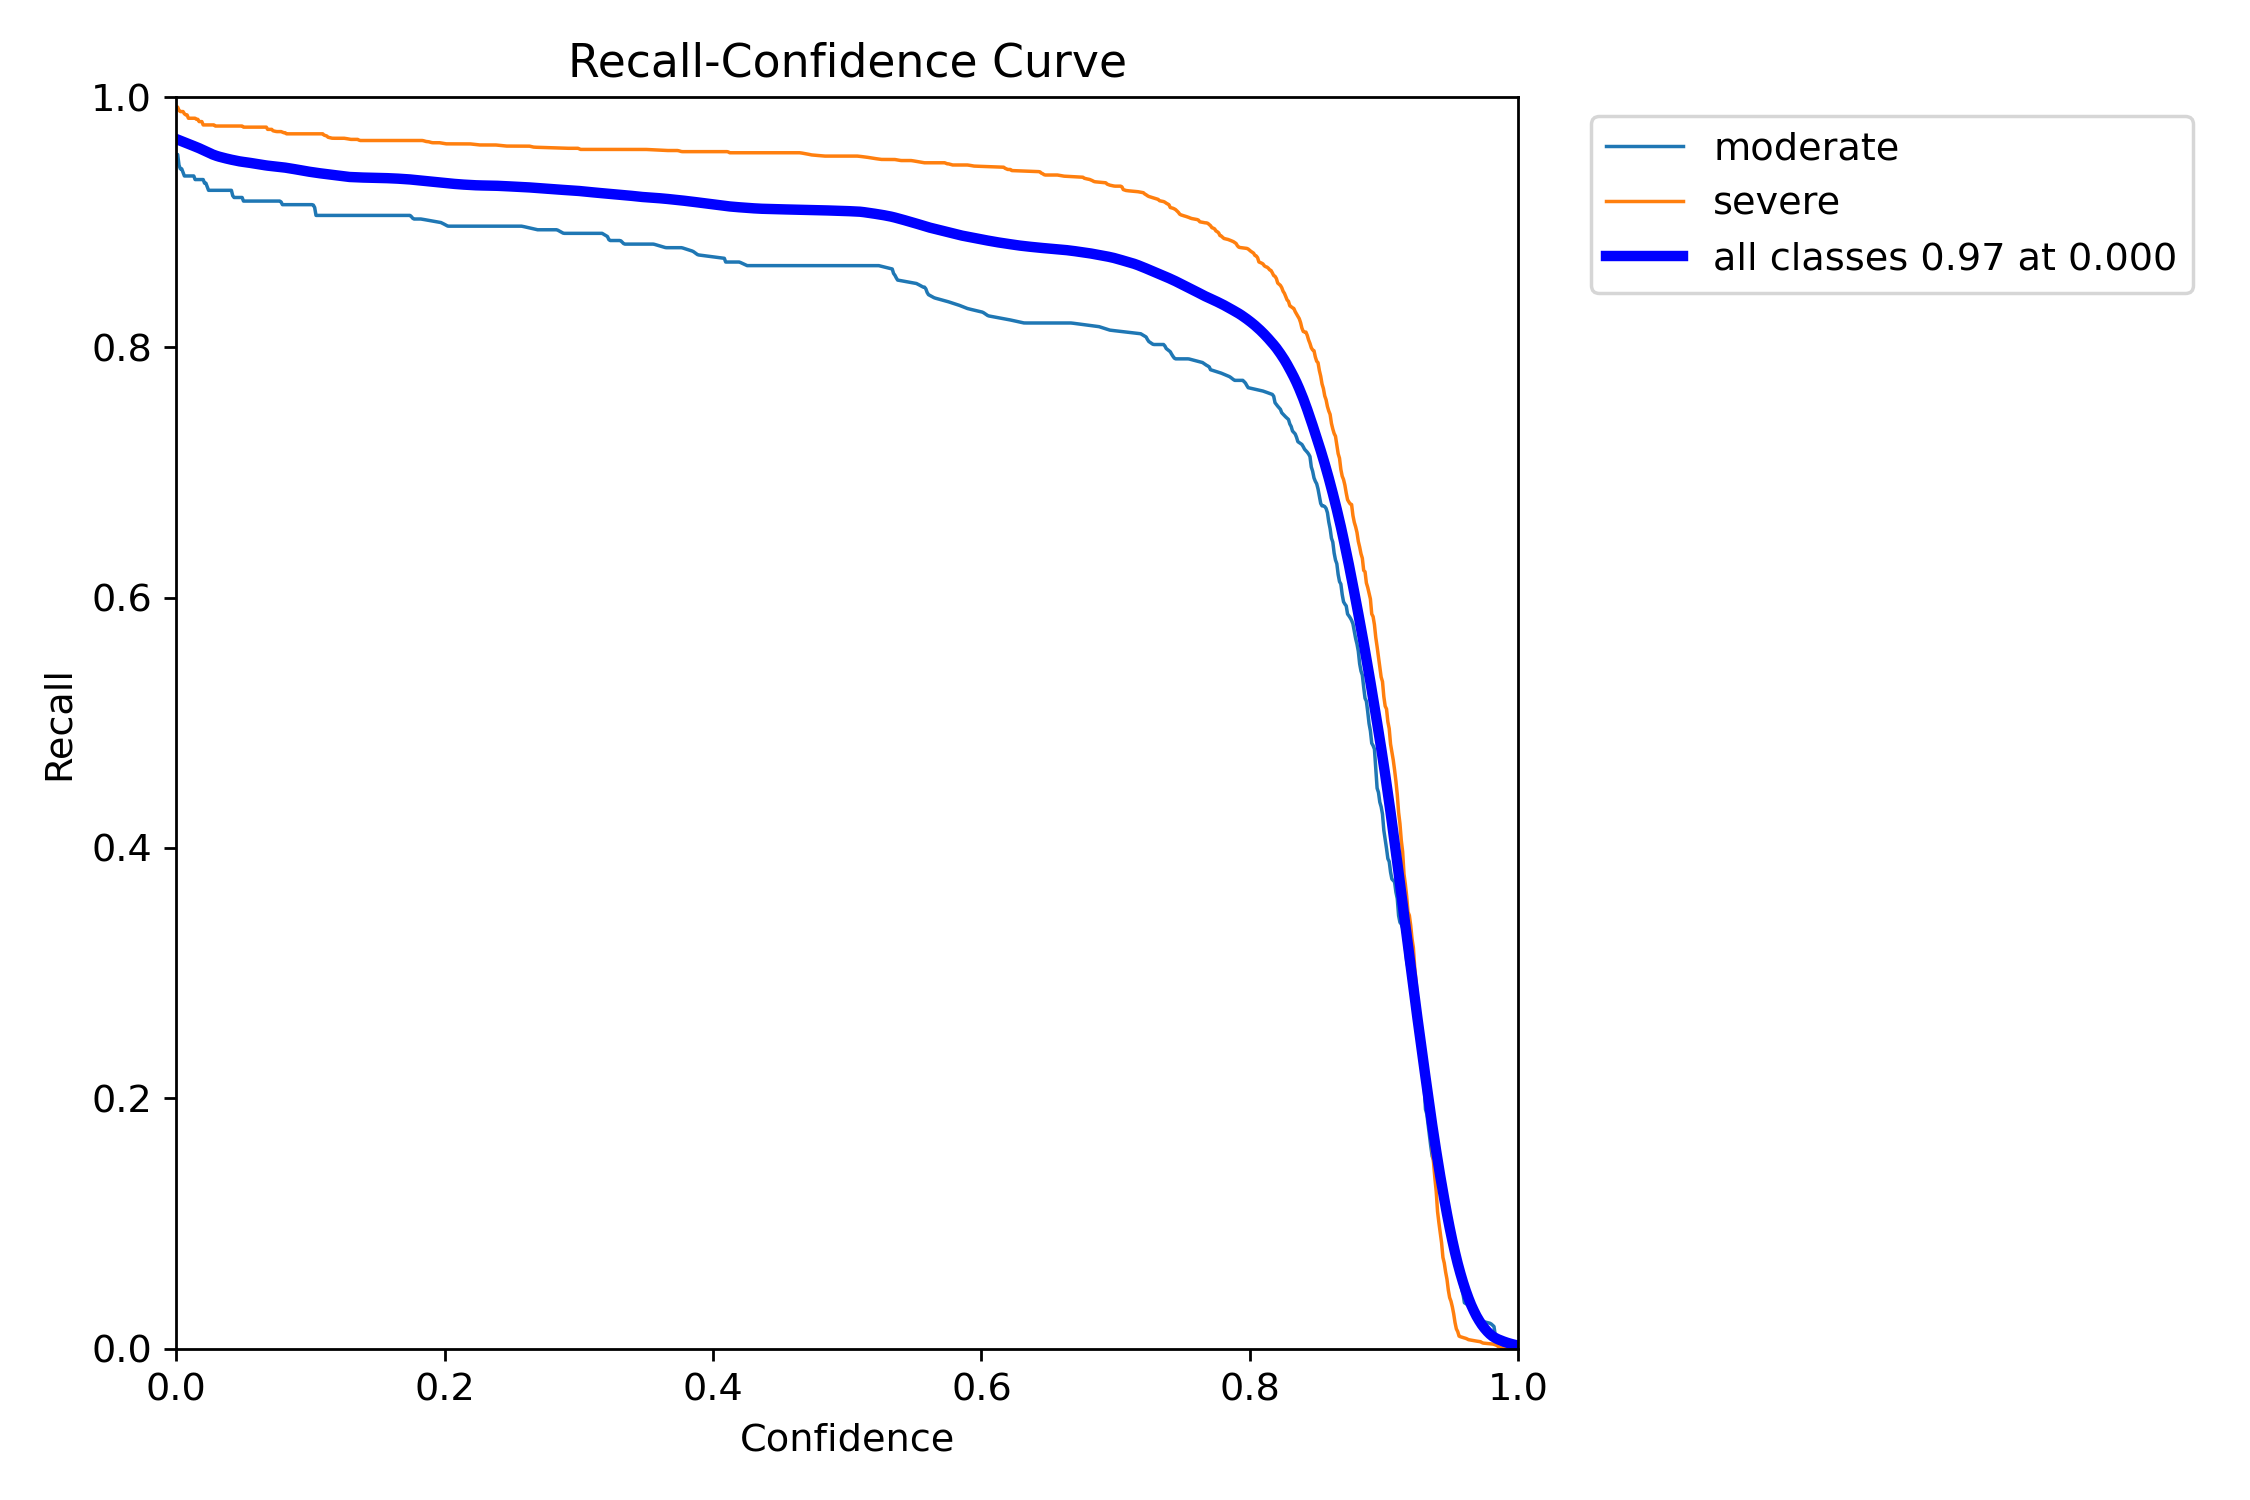 Recall-Confidence Curve
1.0
0.8
0.6
0.4
0.2
0.0
Recall
0.0 0.2 0.4 0.6 0.8 1.0
Confidence
moderate
severe
all classes 0.97 at 0.000